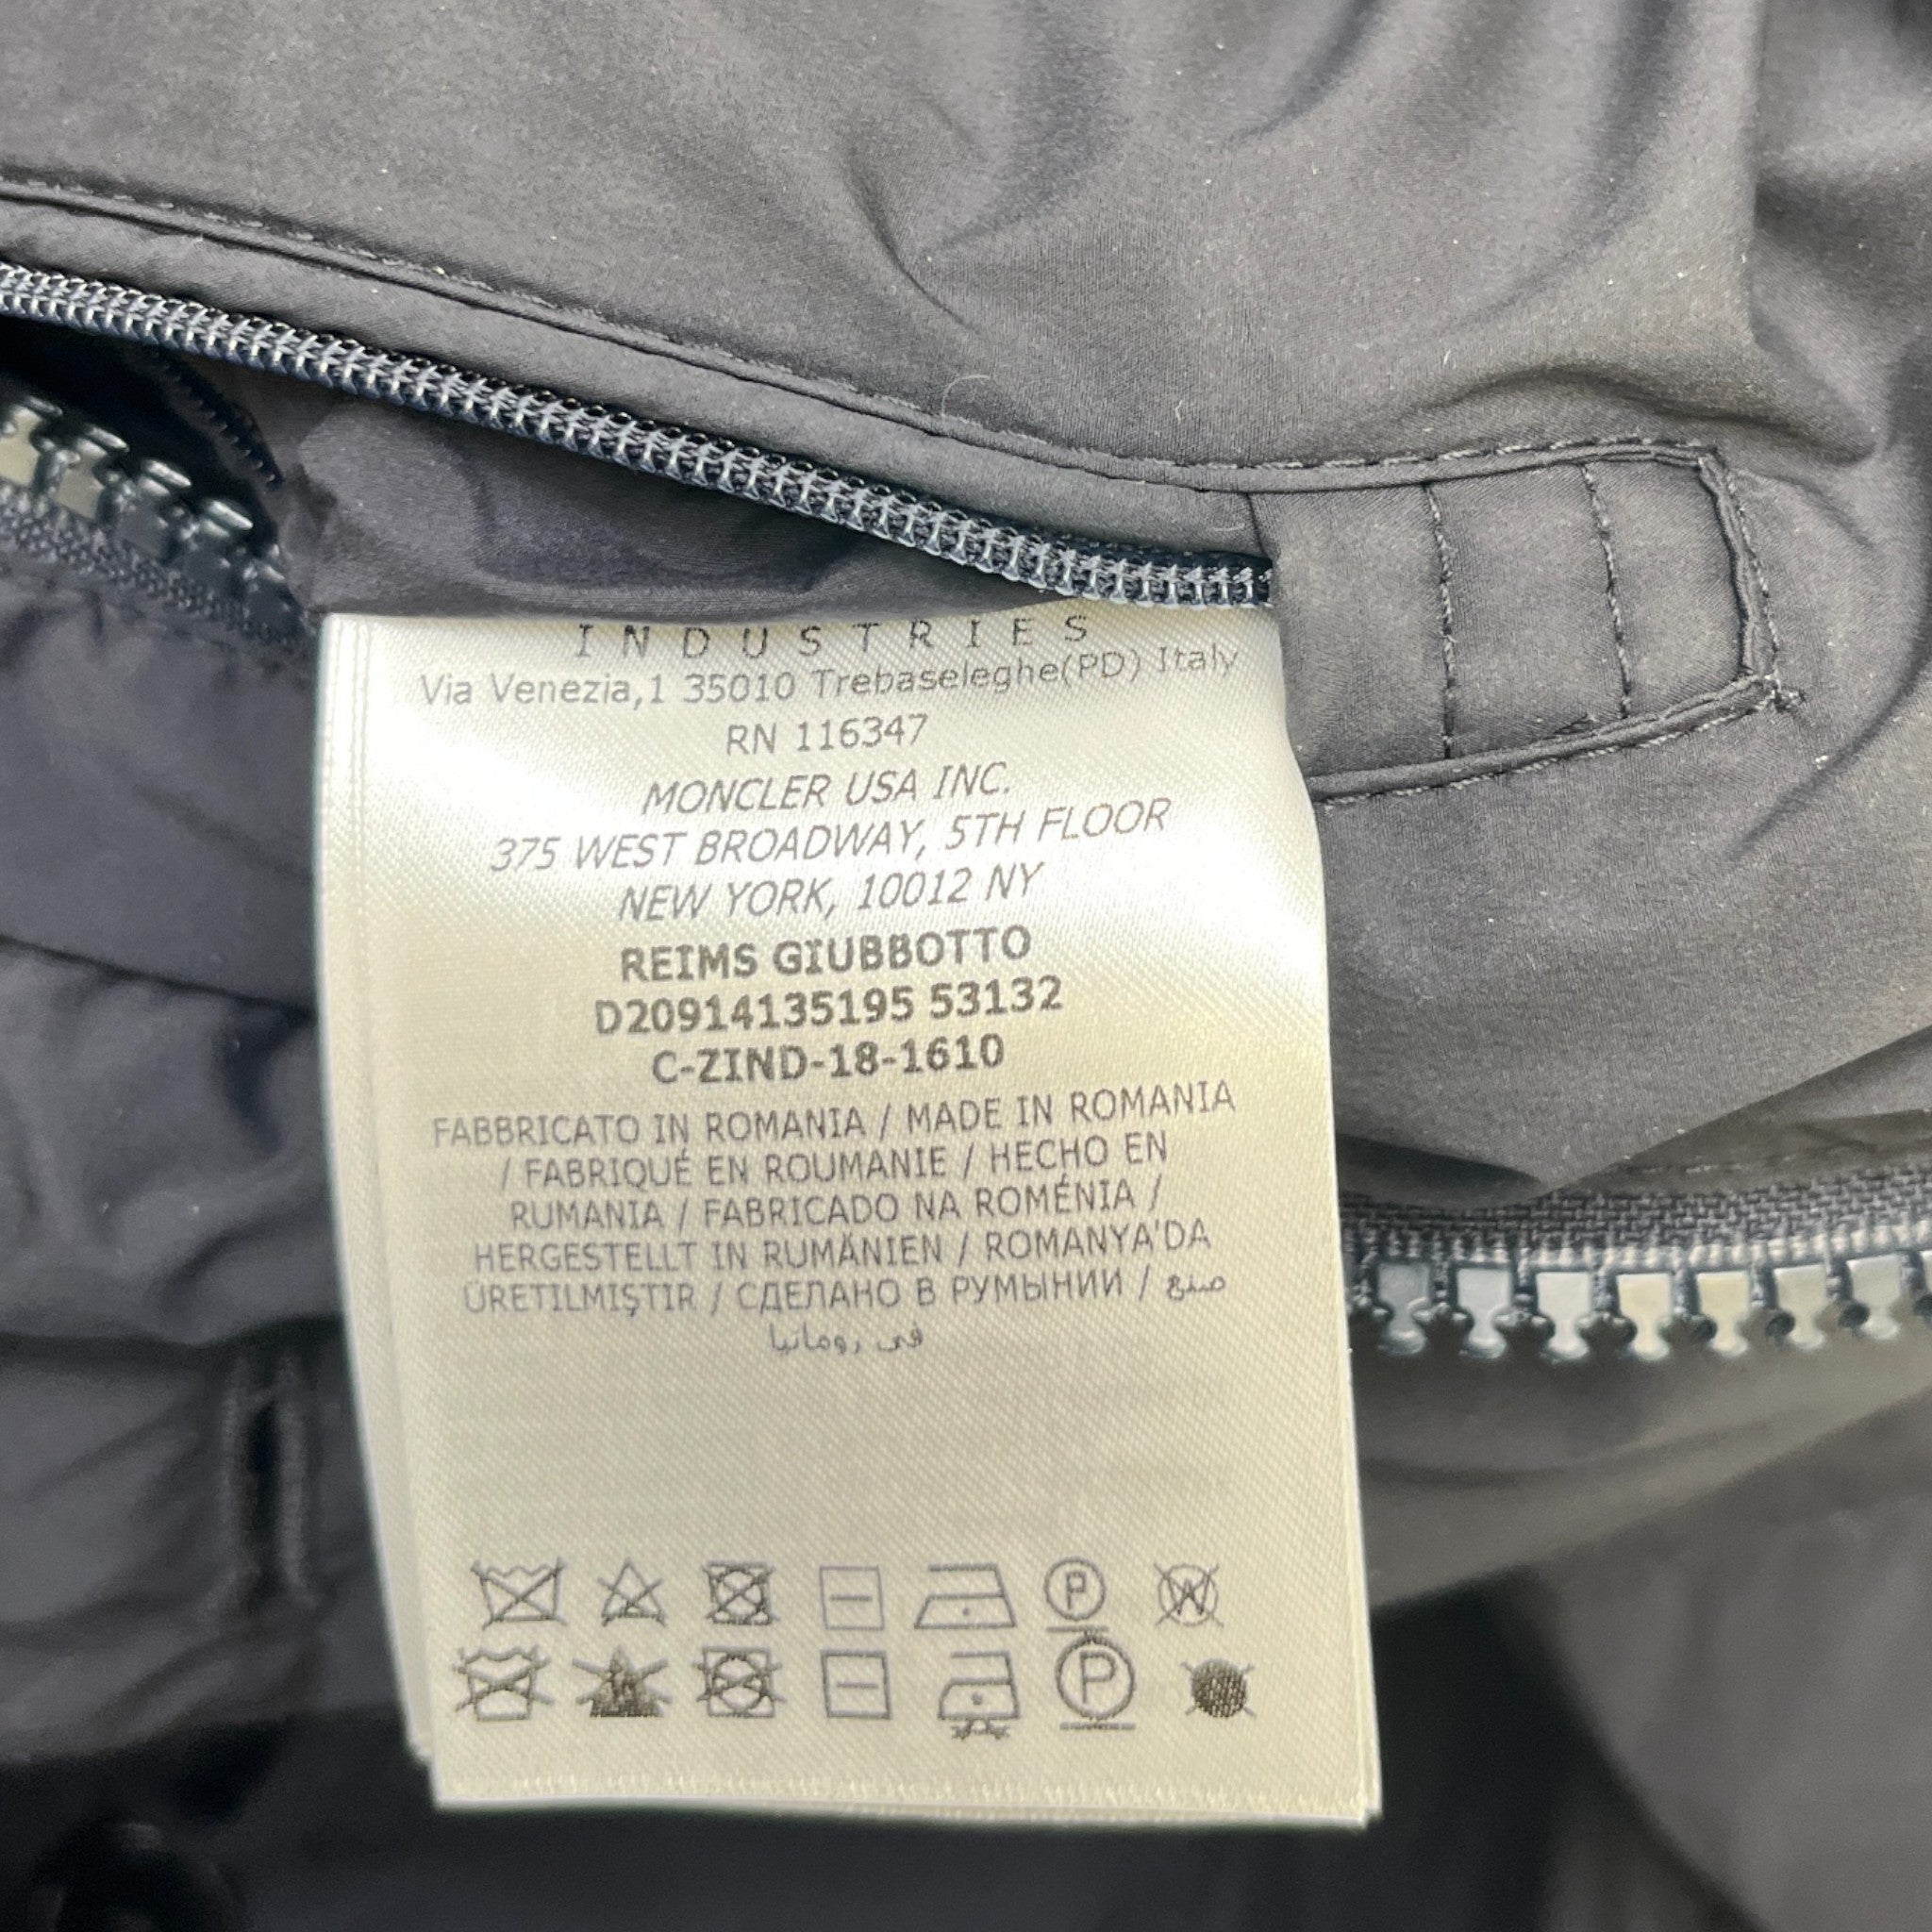 INDUSTRIES
Via Venezia,1 35010 Trebaseleghe(PD) Italy
RN 116347
MONCLER USA INC.
375 WEST BROADWAY, 5TH FLOOR
NEW YORK, 10012 NY
REIMS GIUBBOTTO
D20914135195 53132
C-ZIND-18-1610
FABBRICATO IN ROMANIA / MADE IN ROMANIA
/ FABRIQUÉ EN ROUMANIE / HECHO EN
RUMANIA / FABRICADO NA ROMÉNIA /
HERGESTELLT IN RUMÄNIEN / ROMANYA'DA
ÜRETILMIŞTIR / СДЕЛАНО В РУМЫНИИ / صنع
في رومانيا
P W
P